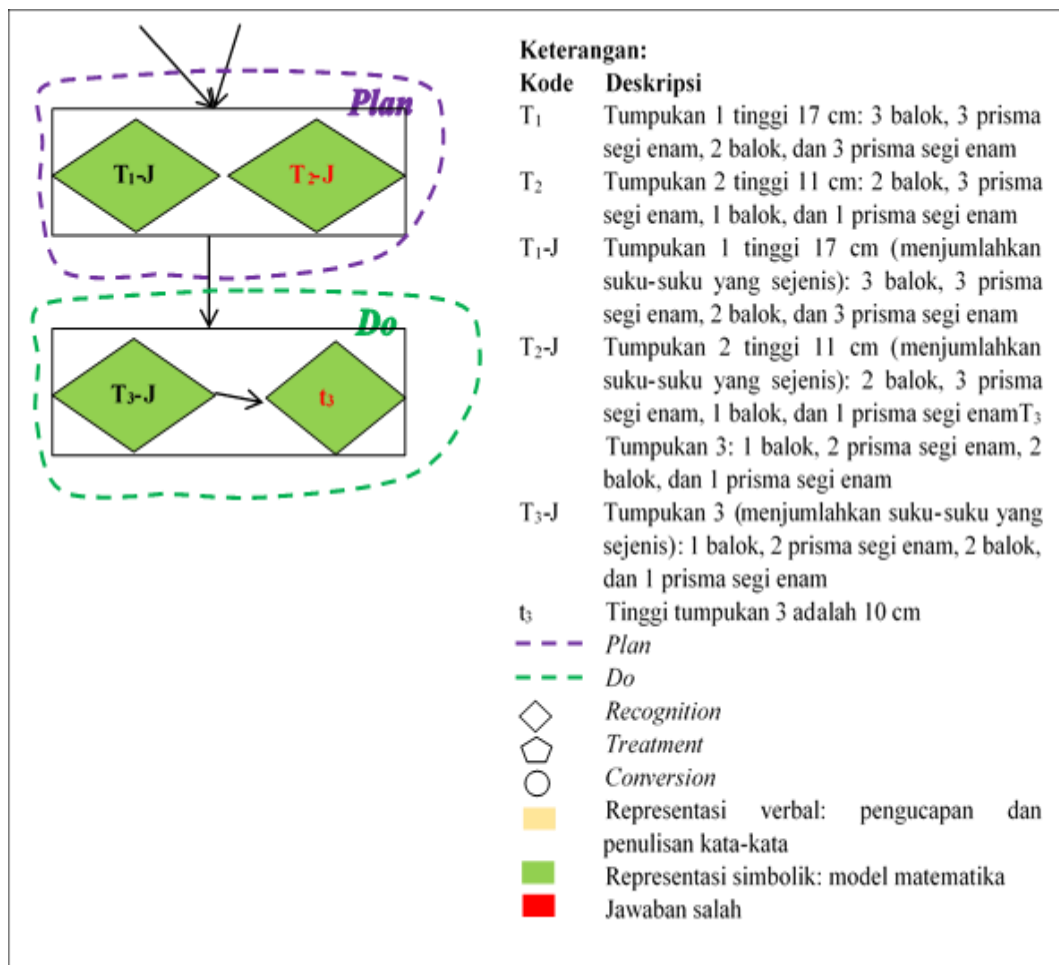 Plan
T₁-J
T₂-J
Do
T₃-J
t₃
Keterangan:
Kode Deskripsi
T₁ Tumpukan 1 tinggi 17 cm: 3 balok, 3 prisma
segi enam, 2 balok, dan 3 prisma segi enam
T₂ Tumpukan 2 tinggi 11 cm: 2 balok, 3 prisma
segi enam, 1 balok, dan 1 prisma segi enam
T₁-J Tumpukan 1 tinggi 17 cm (menjumlahkan
suku-suku yang sejenis): 3 balok, 3 prisma
segi enam, 2 balok, dan 3 prisma segi enam
T₂-J Tumpukan 2 tinggi 11 cm (menjumlahkan
suku-suku yang sejenis): 2 balok, 3 prisma
segi enam, 1 balok, dan 1 prisma segi enamT₃
Tumpukan 3: 1 balok, 2 prisma segi enam, 2
balok, dan 1 prisma segi enam
T₃-J Tumpukan 3 (menjumlahkan suku-suku yang
sejenis): 1 balok, 2 prisma segi enam, 2 balok,
dan 1 prisma segi enam
t₃ Tinggi tumpukan 3 adalah 10 cm
Plan
Do
Recognition
Treatment
Conversion
Representasi verbal: pengucapan dan
penulisan kata-kata
Representasi simbolik: model matematika
Jawaban salah